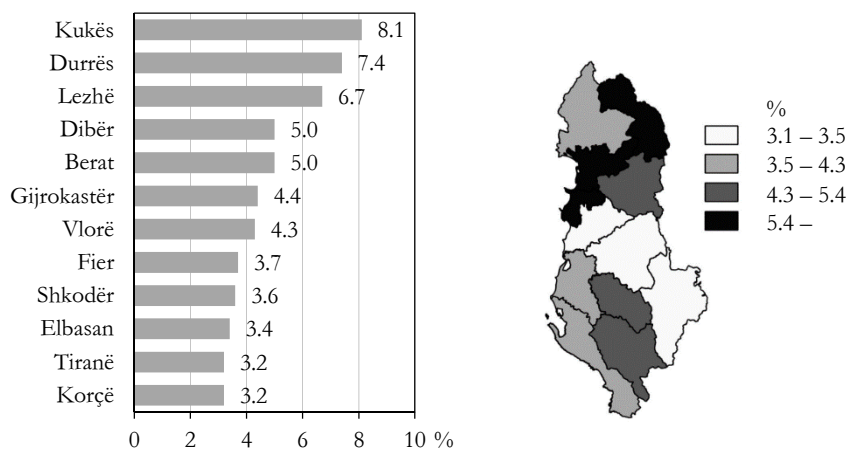 Kukës 8.1
Durrës 7.4
Lezhë 6.7
Dibër 5.0
Berat 5.0
Gijrokastër 4.4
Vlorë 4.3
Fier 3.7
Shkodër 3.6
Elbasan 3.4
Tiranë 3.2
Korçë 3.2
0 2 4 6 8 10 %
%
3.1 – 3.5
3.5 – 4.3
4.3 – 5.4
5.4 –